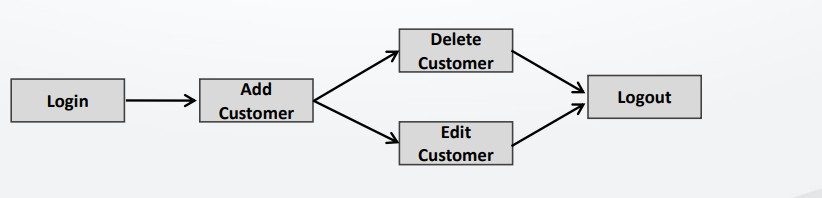 Login
Add
Customer
Delete
Customer
Edit
Customer
Logout